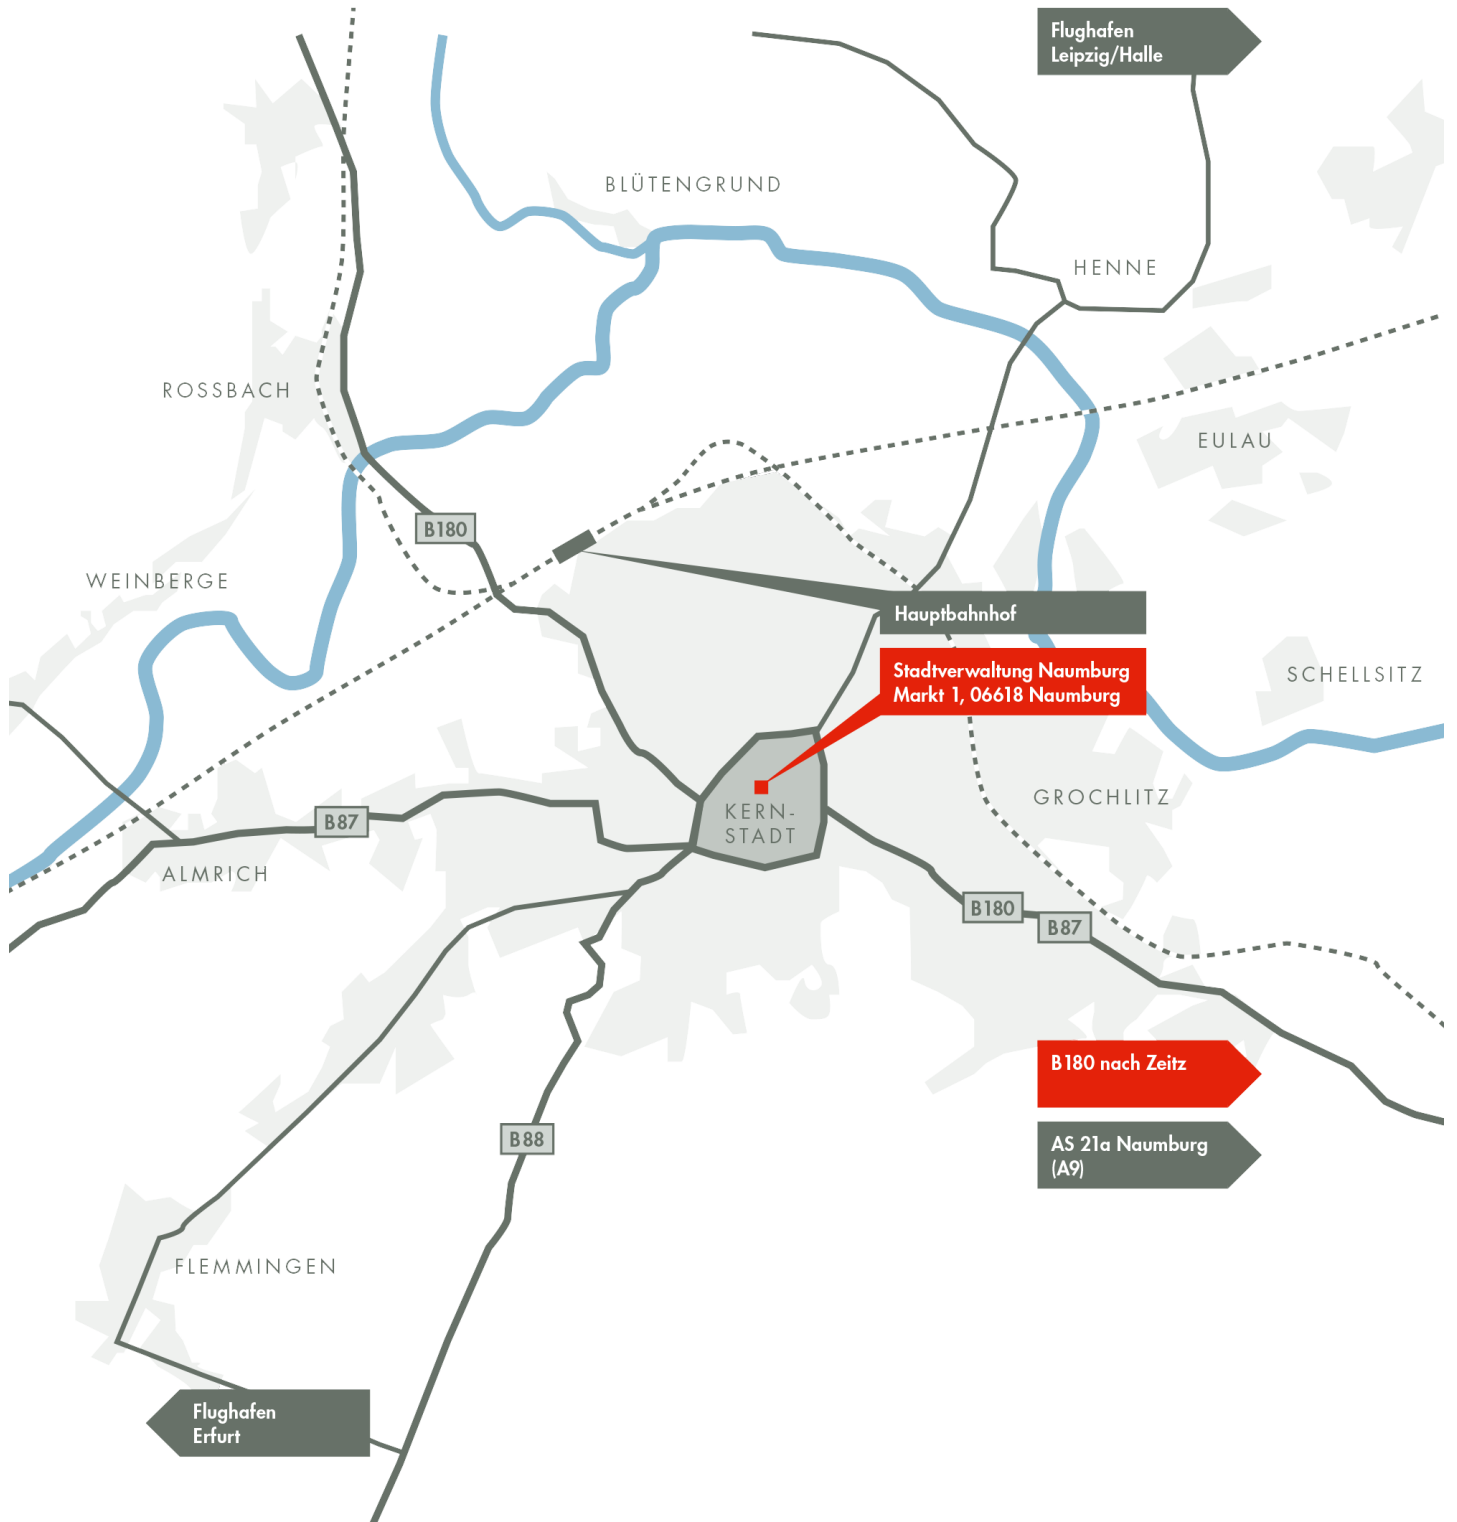 Flughafen
Leipzig/Halle
BLÜTENGRUND
HENNE
ROSSBACH
EULAU
B180
WEINBERGE
Hauptbahnhof
Stadtverwaltung Naumburg
Markt 1, 06618 Naumburg
SCHELLSITZ
GROCHLITZ
KERN-
STADT
B87
ALMRICH
B180
B87
B180 nach Zeitz
AS 21a Naumburg
(A9)
B88
FLEMMINGEN
Flughafen
Erfurt